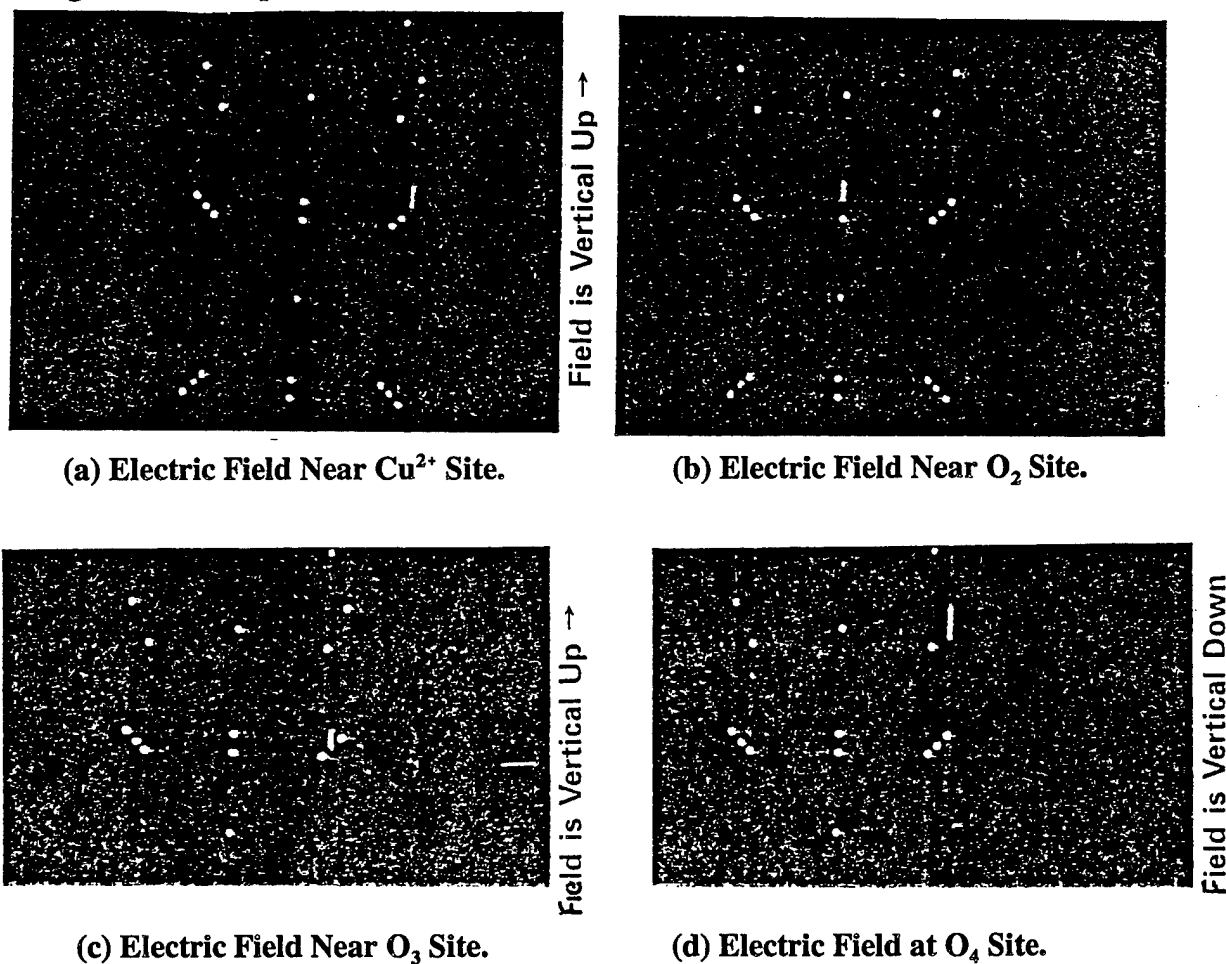 Field is Vertical Up →
(a) Electric Field Near Cu²⁺ Site.
(b) Electric Field Near O₂ Site.
Field is Vertical Up →
Field is Vertical Down
(c) Electric Field Near O₃ Site.
(d) Electric Field at O₄ Site.